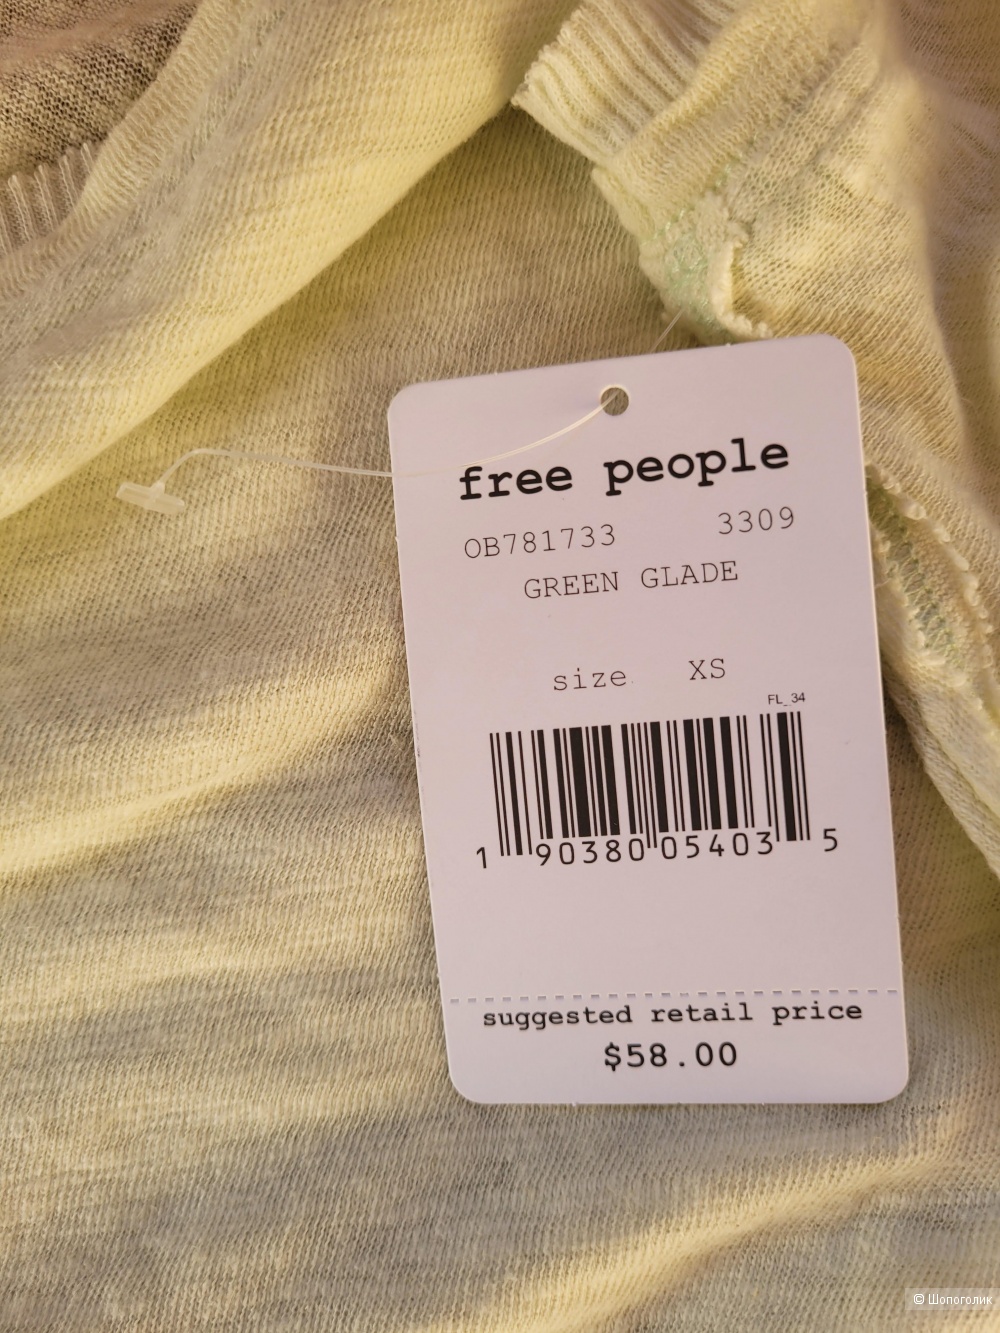 free people
OB781733 3309
GREEN GLADE
size XS
FL_34
1 90380 05403 5
suggested retail price
$58.00
© Шопоголик